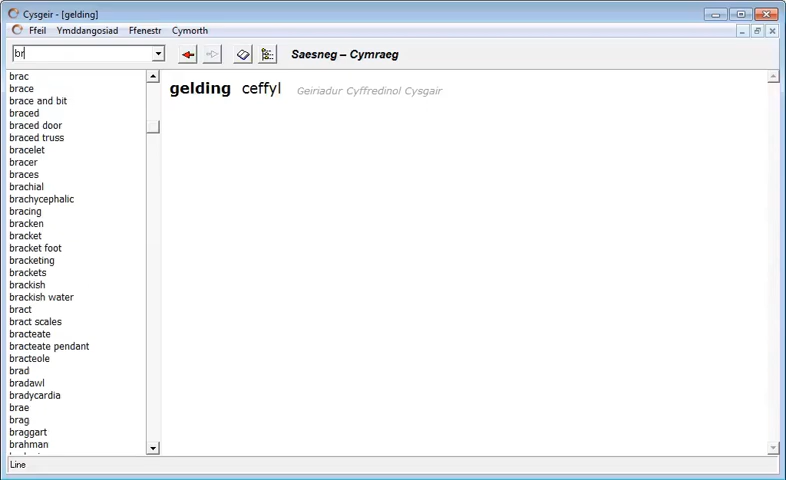 Cysgeir - [gelding]
Ffeil Ymddangosiad Ffenestr Cymorth
br
Saesneg – Cymraeg
brac
brace
brace and bit
braced
braced door
braced truss
bracelet
bracer
braces
brachial
brachycephalic
bracing
bracken
bracket
bracket foot
bracketing
brackets
brackish
brackish water
bract
bract scales
bracteate
bracteate pendant
bracteole
brad
bradawl
bradycardia
brae
brag
braggart
brahman
gelding ceffyl Geiriadur Cyffredinol Cysgair
Line